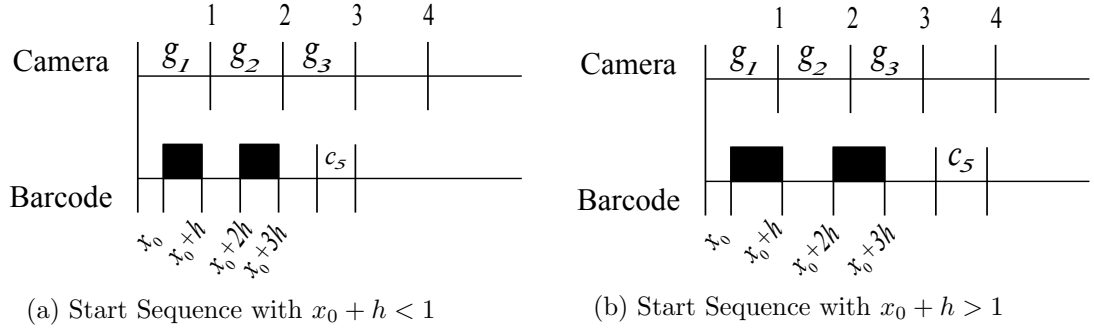 1 2 3 4
Camera g₁ g₂ g₃
c₅
Barcode
x₀ x₀+h x₀+2h x₀+3h
(a) Start Sequence with x₀ + h < 1
1 2 3 4
Camera g₁ g₂ g₃
c₅
Barcode
x₀ x₀+h x₀+2h x₀+3h
(b) Start Sequence with x₀ + h > 1